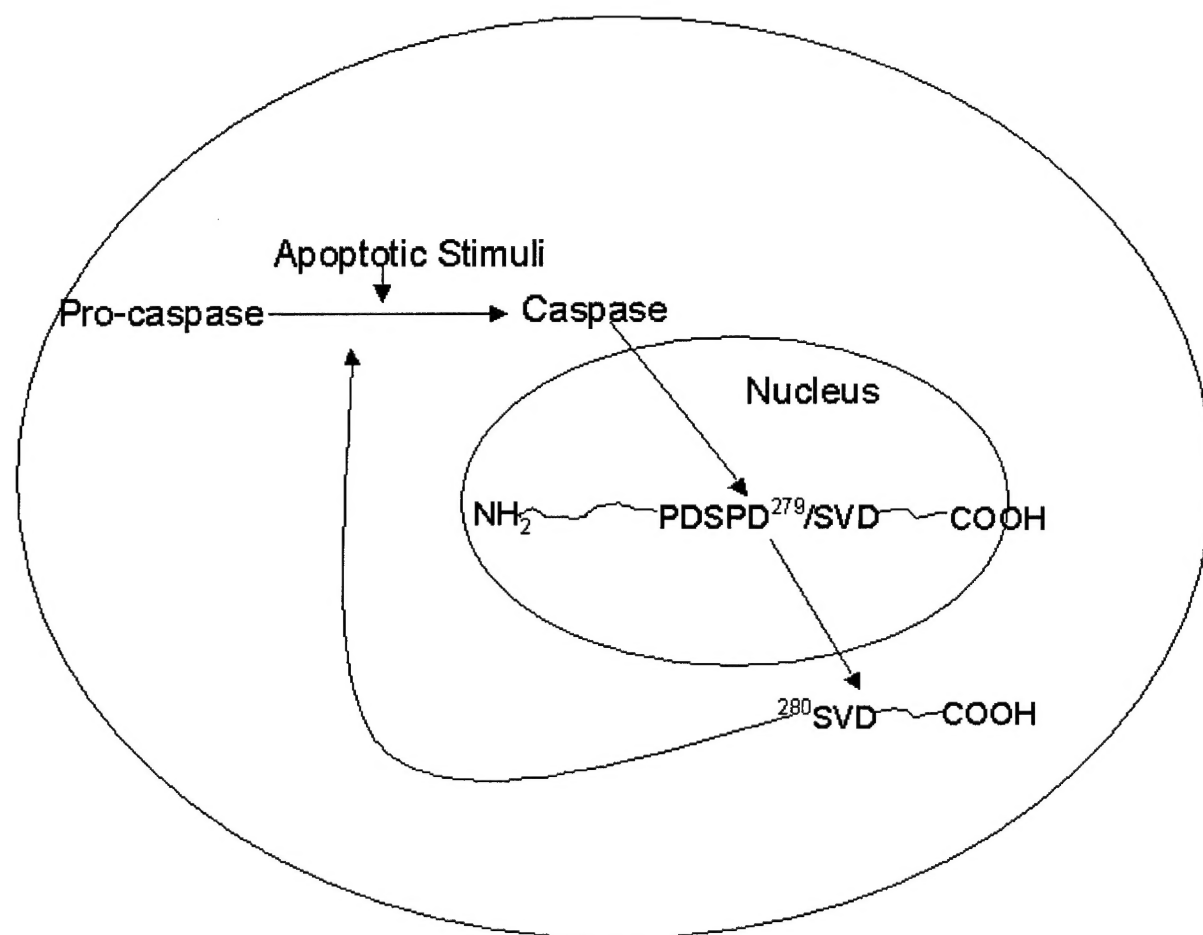 Apoptotic Stimuli
Pro-caspase Caspase
Nucleus
NH₂ PDSPD²⁷⁹/SVD COOH
²⁸⁰SVD COOH